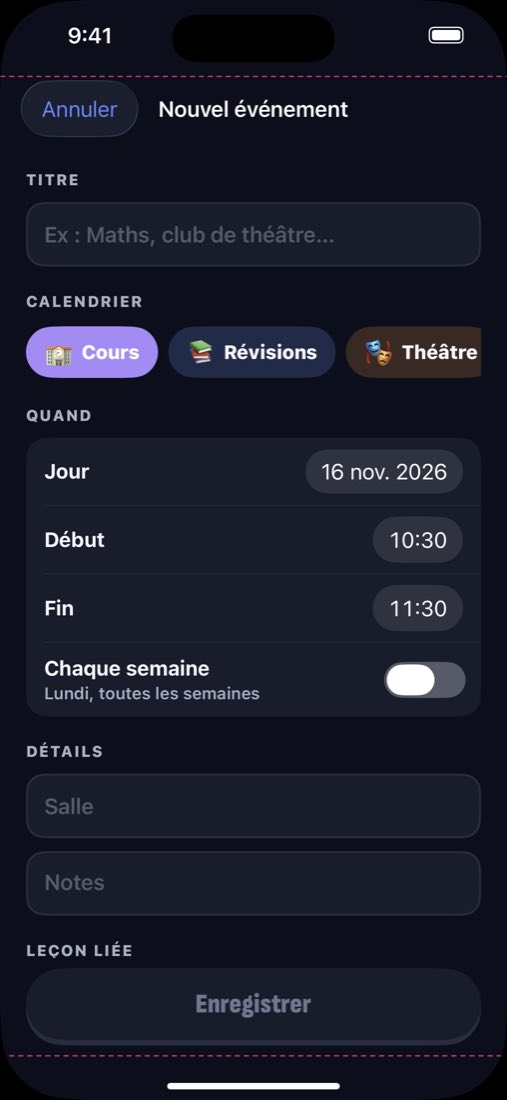 9:41
Annuler Nouvel événement
TITRE
Ex : Maths, club de théâtre...
CALENDRIER
Cours Révisions Théâtre
QUAND
Jour 16 nov. 2026
Début 10:30
Fin 11:30
Chaque semaine
Lundi, toutes les semaines
DÉTAILS
Salle
Notes
LEÇON LIÉE
Enregistrer